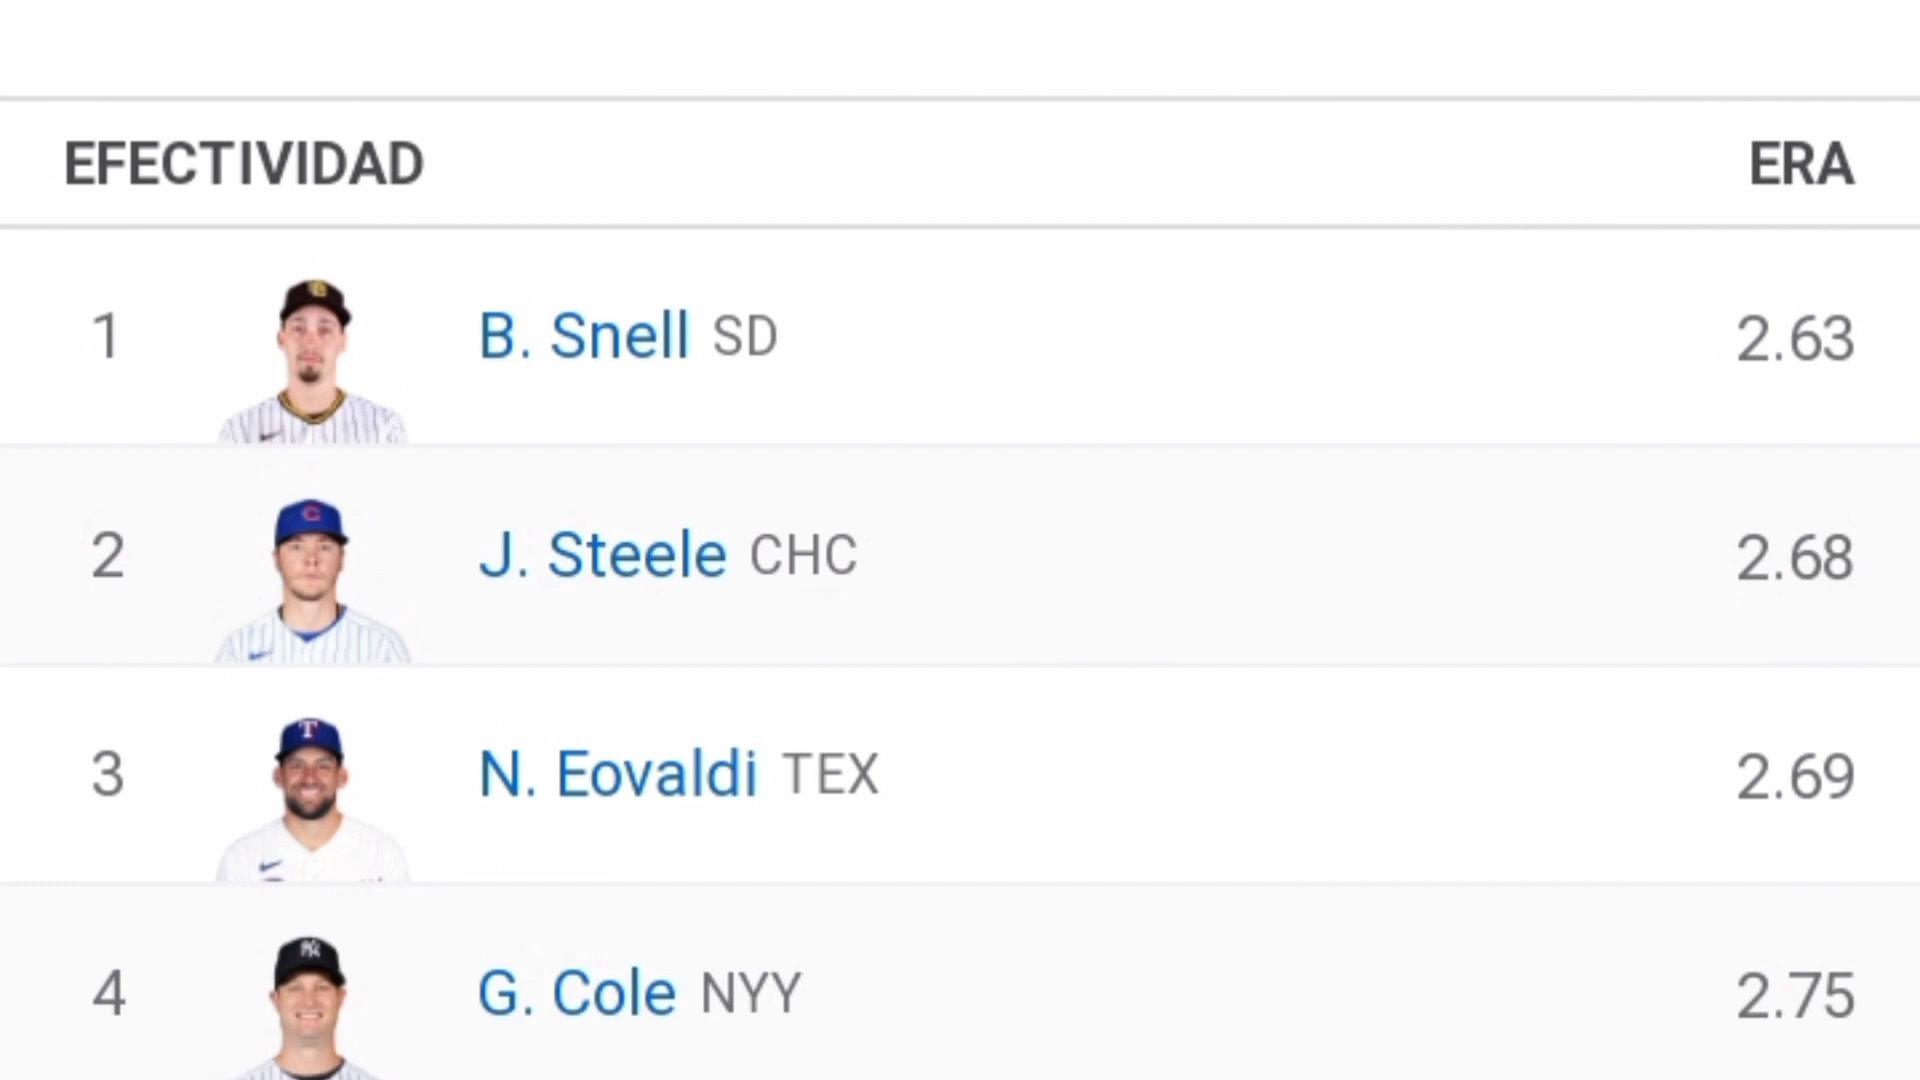 EFECTIVIDAD ERA
1 B. Snell SD 2.63
2 J. Steele CHC 2.68
3 N. Eovaldi TEX 2.69
4 G. Cole NYY 2.75